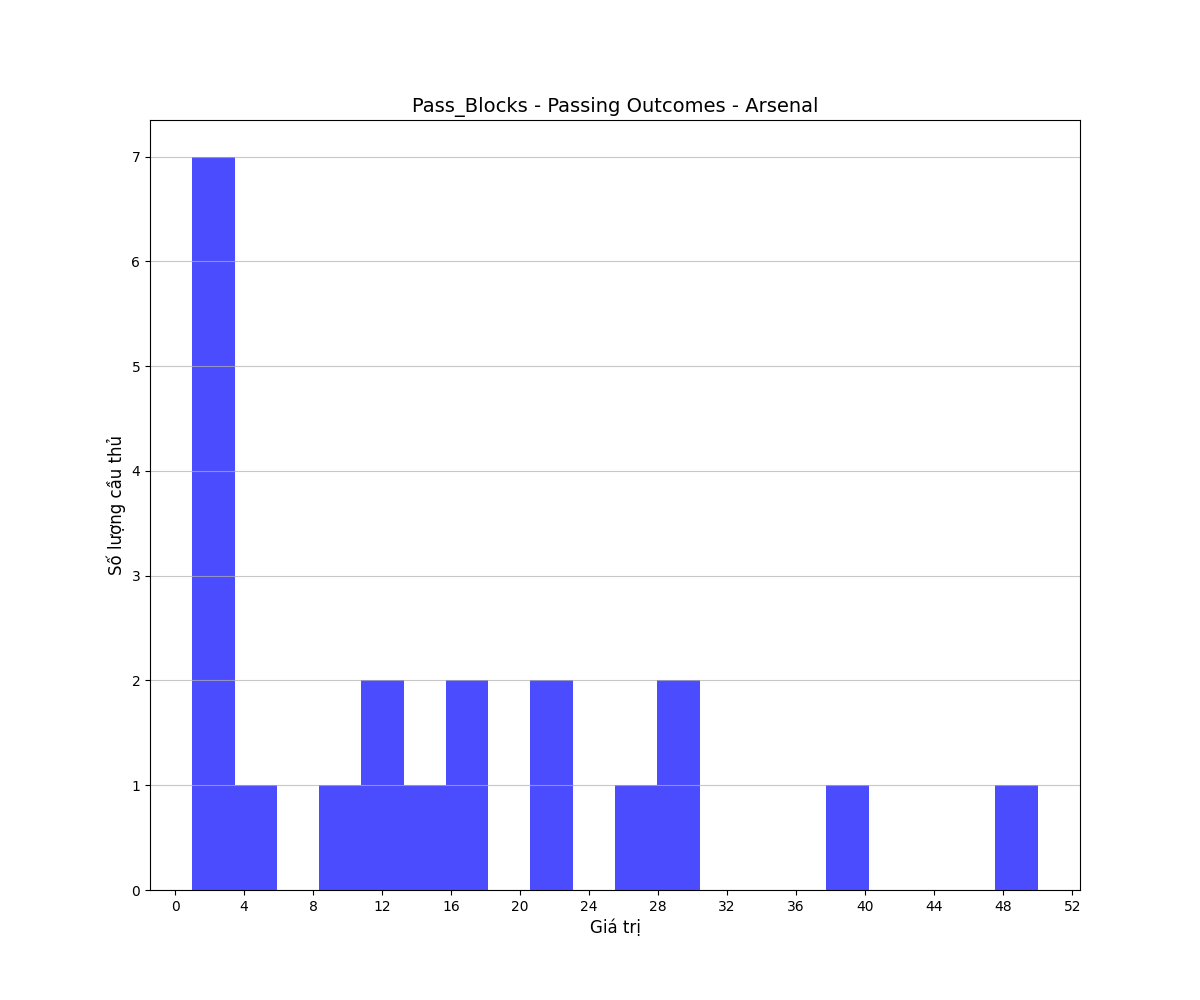 Pass_Blocks - Passing Outcomes - Arsenal
Số lượng cầu thủ
7
6
5
4
3
2
1
0
0 4 8 12 16 20 24 28 32 36 40 44 48 52
Giá trị